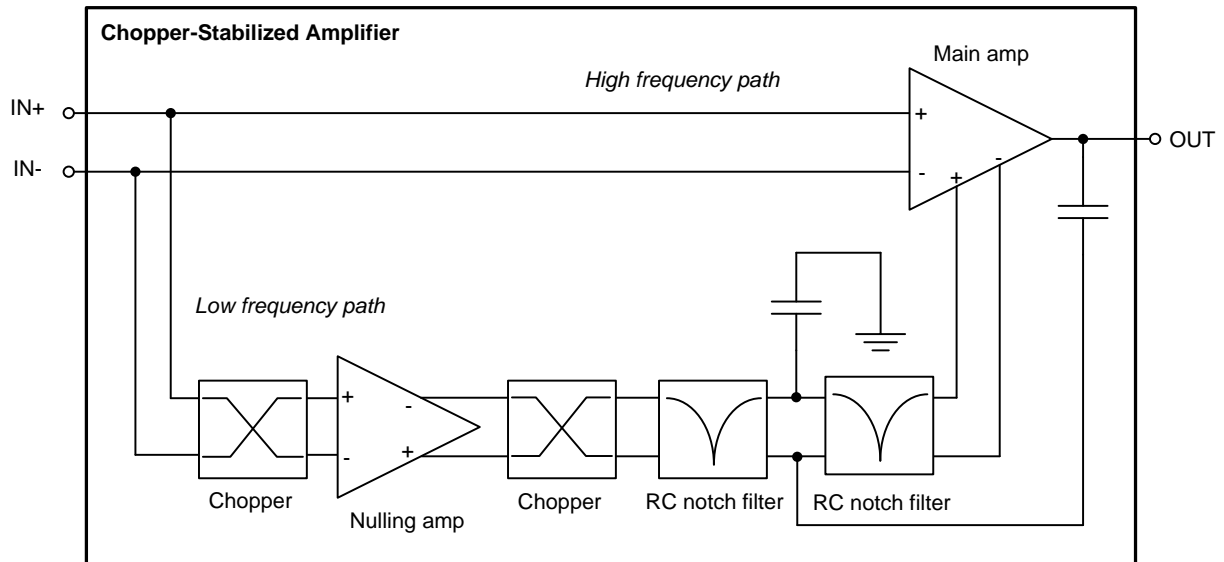 Chopper-Stabilized Amplifier
Main amp
High frequency path
IN+
+
OUT
IN-
-
+
-
Low frequency path
+
-
-
+
Chopper
Nulling amp
Chopper
RC notch filter
RC notch filter